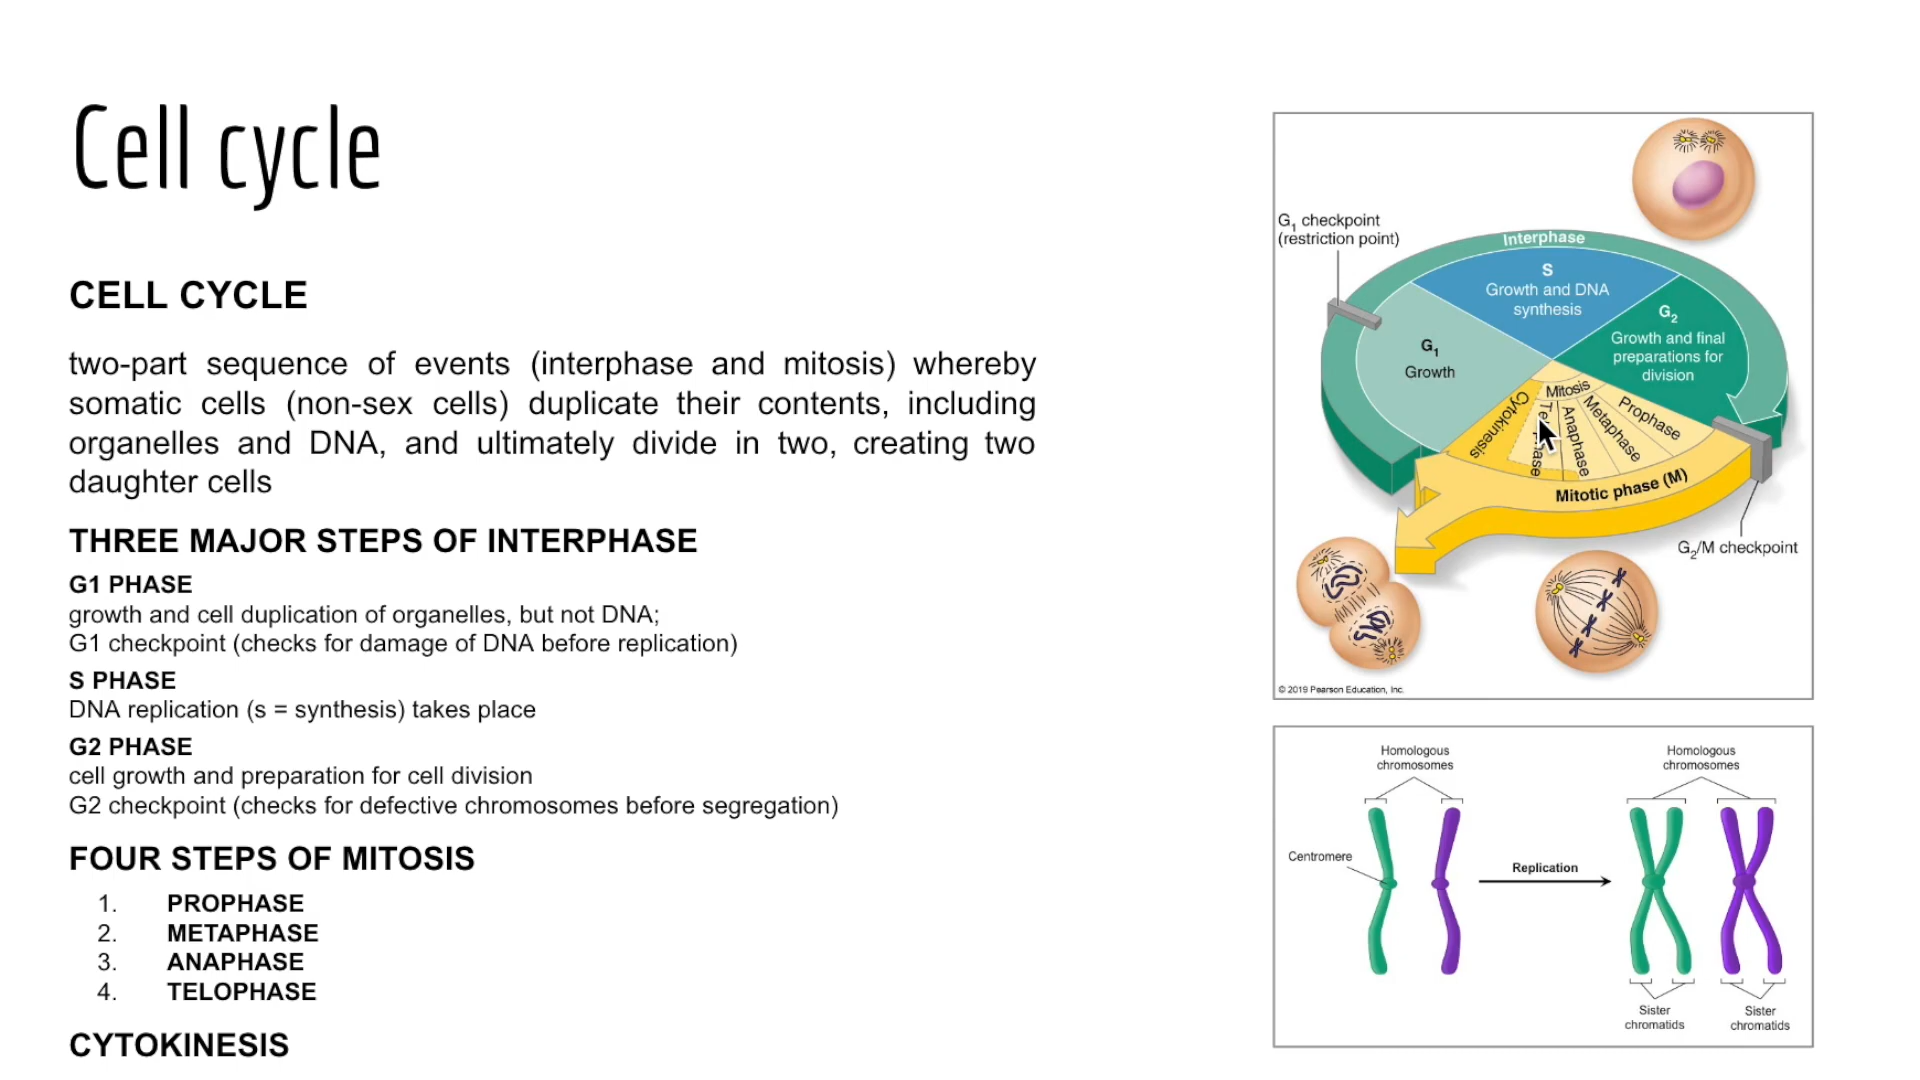 Cell cycle
CELL CYCLE
two-part sequence of events (interphase and mitosis) whereby
somatic cells (non-sex cells) duplicate their contents, including
organelles and DNA, and ultimately divide in two, creating two
daughter cells
THREE MAJOR STEPS OF INTERPHASE
G1 PHASE
growth and cell duplication of organelles, but not DNA;
G1 checkpoint (checks for damage of DNA before replication)
S PHASE
DNA replication (s = synthesis) takes place
G2 PHASE
cell growth and preparation for cell division
G2 checkpoint (checks for defective chromosomes before segregation)
FOUR STEPS OF MITOSIS
1. PROPHASE
2. METAPHASE
3. ANAPHASE
4. TELOPHASE
CYTOKINESIS
G₁ checkpoint
(restriction point)
Interphase
S
Growth and DNA
synthesis
G₂
Growth and final
preparations for
division
G₁
Growth
Mitosis
Cytokinesis
Anaphase
Metaphase
Prophase
Mitotic phase (M)
G₂/M checkpoint
© 2019 Pearson Education, Inc.
Homologous
chromosomes
Centromere
Replication
Homologous
chromosomes
Sister
chromatids
Sister
chromatids